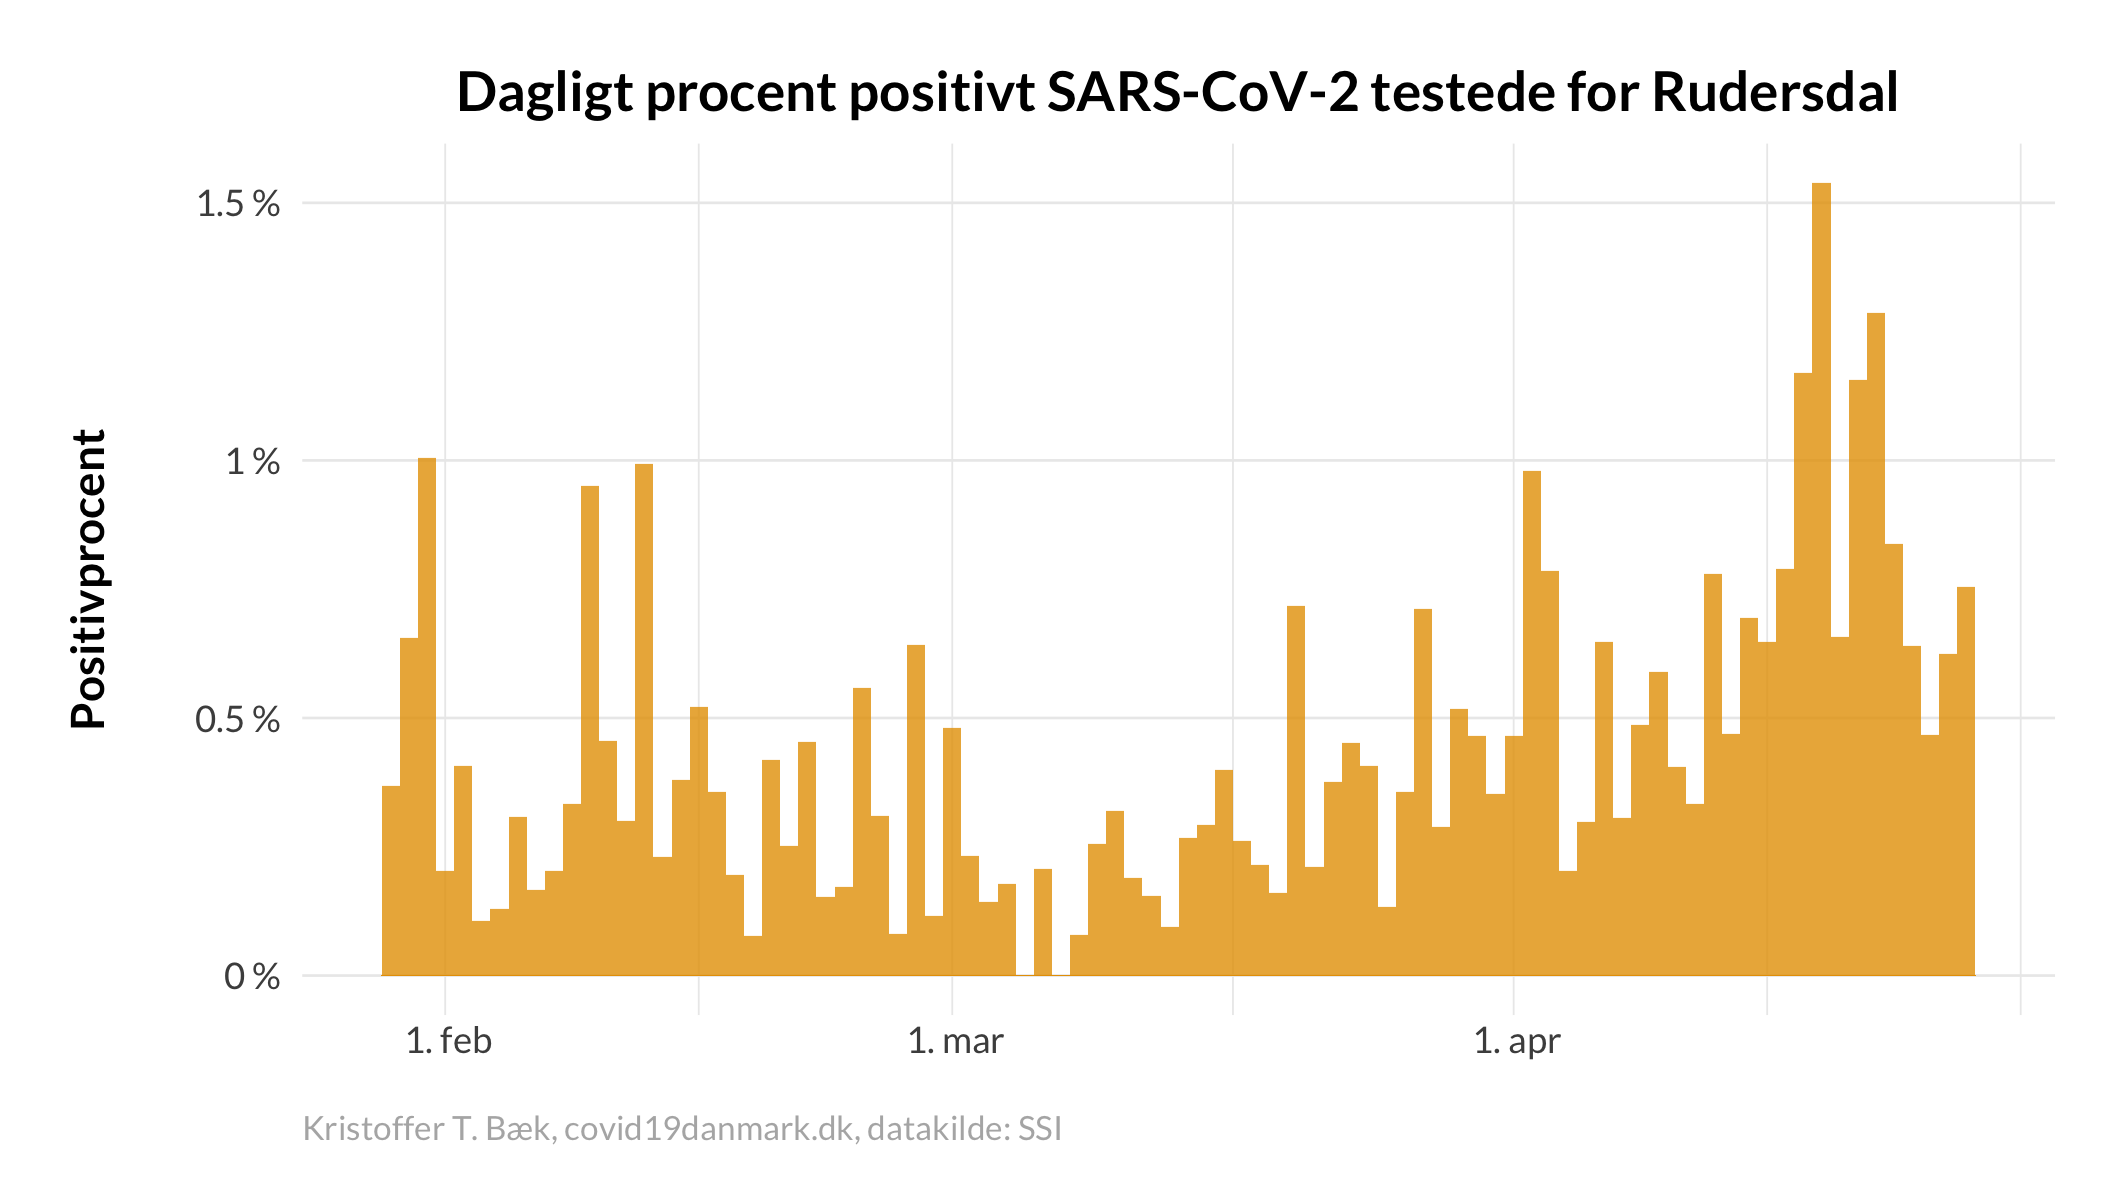 Dagligt procent positivt SARS-CoV-2 testede for Rudersdal
Positivprocent
1.5 %
1 %
0.5 %
0 %
1. feb
1. mar
1. apr
Kristoffer T. Bæk, covid19danmark.dk, datakilde: SSI